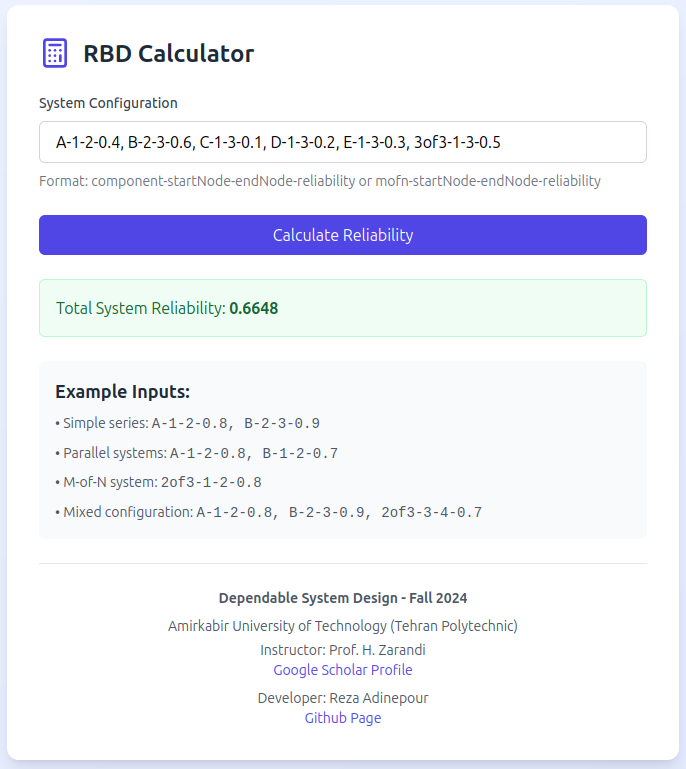 RBD Calculator
System Configuration
A-1-2-0.4, B-2-3-0.6, C-1-3-0.1, D-1-3-0.2, E-1-3-0.3, 3of3-1-3-0.5
Format: component-startNode-endNode-reliability or mofn-startNode-endNode-reliability
Calculate Reliability
Total System Reliability: 0.6648
Example Inputs:
• Simple series: A-1-2-0.8, B-2-3-0.9
• Parallel systems: A-1-2-0.8, B-1-2-0.7
• M-of-N system: 2of3-1-2-0.8
• Mixed configuration: A-1-2-0.8, B-2-3-0.9, 2of3-3-4-0.7
Dependable System Design - Fall 2024
Amirkabir University of Technology (Tehran Polytechnic)
Instructor: Prof. H. Zarandi
Google Scholar Profile
Developer: Reza Adinepour
Github Page